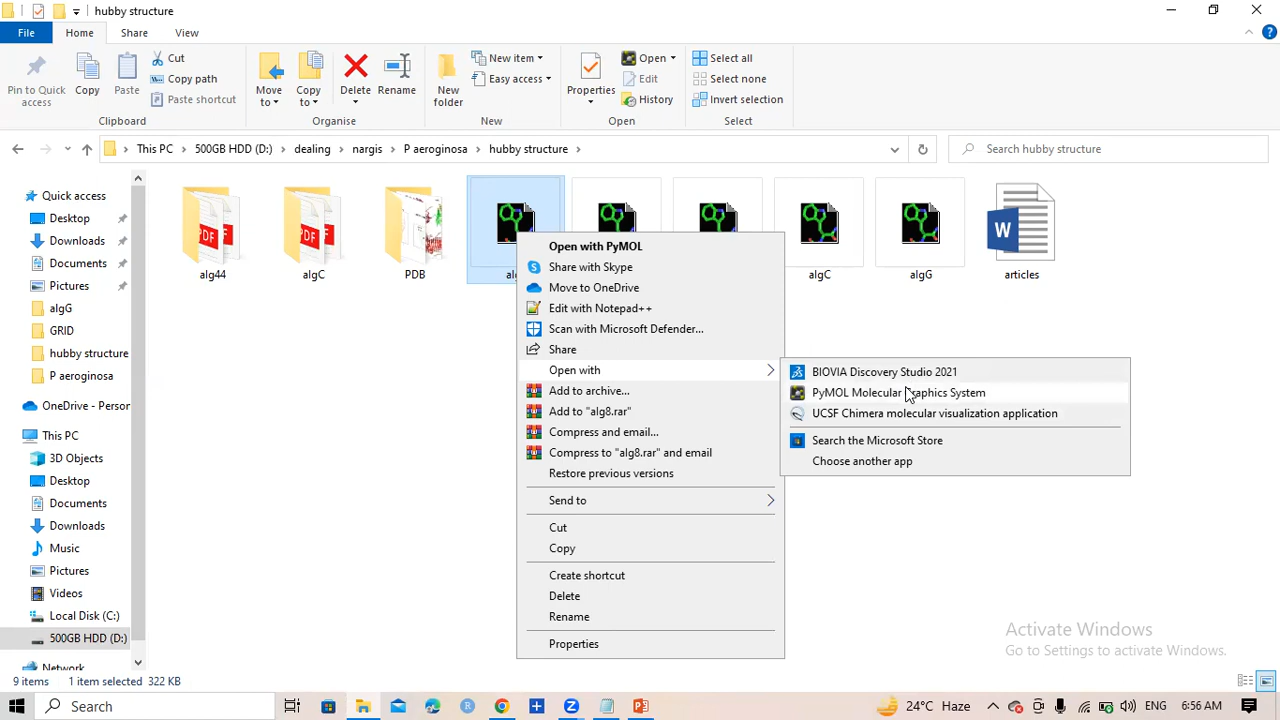 hubby structure
File
Home
Share
View
Pin to Quick access
Copy
Paste
Cut
Copy path
Paste shortcut
Clipboard
Move to
Copy to
Delete
Rename
Organise
New folder
New item
Easy access
New
Properties
Open
Edit
History
Open
Select all
Select none
Invert selection
Select
This PC
500GB HDD (D:)
dealing
nargis
P aeroginosa
hubby structure
Search hubby structure
Quick access
Desktop
Downloads
Documents
Pictures
algG
GRID
hubby structure
P aeroginosa
OneDrive - Person
This PC
3D Objects
Desktop
Documents
Downloads
Music
Pictures
Videos
Local Disk (C:)
500GB HDD (D:)
Network
PDF
PDF
W
alg44
algC
PDB
algC
algG
articles
Open with PyMOL
Share with Skype
Move to OneDrive
Edit with Notepad++
Scan with Microsoft Defender...
Share
Open with
Add to archive...
Add to "alg8.rar"
Compress and email...
Compress to "alg8.rar" and email
Restore previous versions
Send to
Cut
Copy
Create shortcut
Delete
Rename
Properties
BIOVIA Discovery Studio 2021
PyMOL Molecular Graphics System
UCSF Chimera molecular visualization application
Search the Microsoft Store
Choose another app
Activate Windows
Go to Settings to activate Windows.
9 items
1 item selected 322 KB
Search
24°C Haze
ENG
6:56 AM